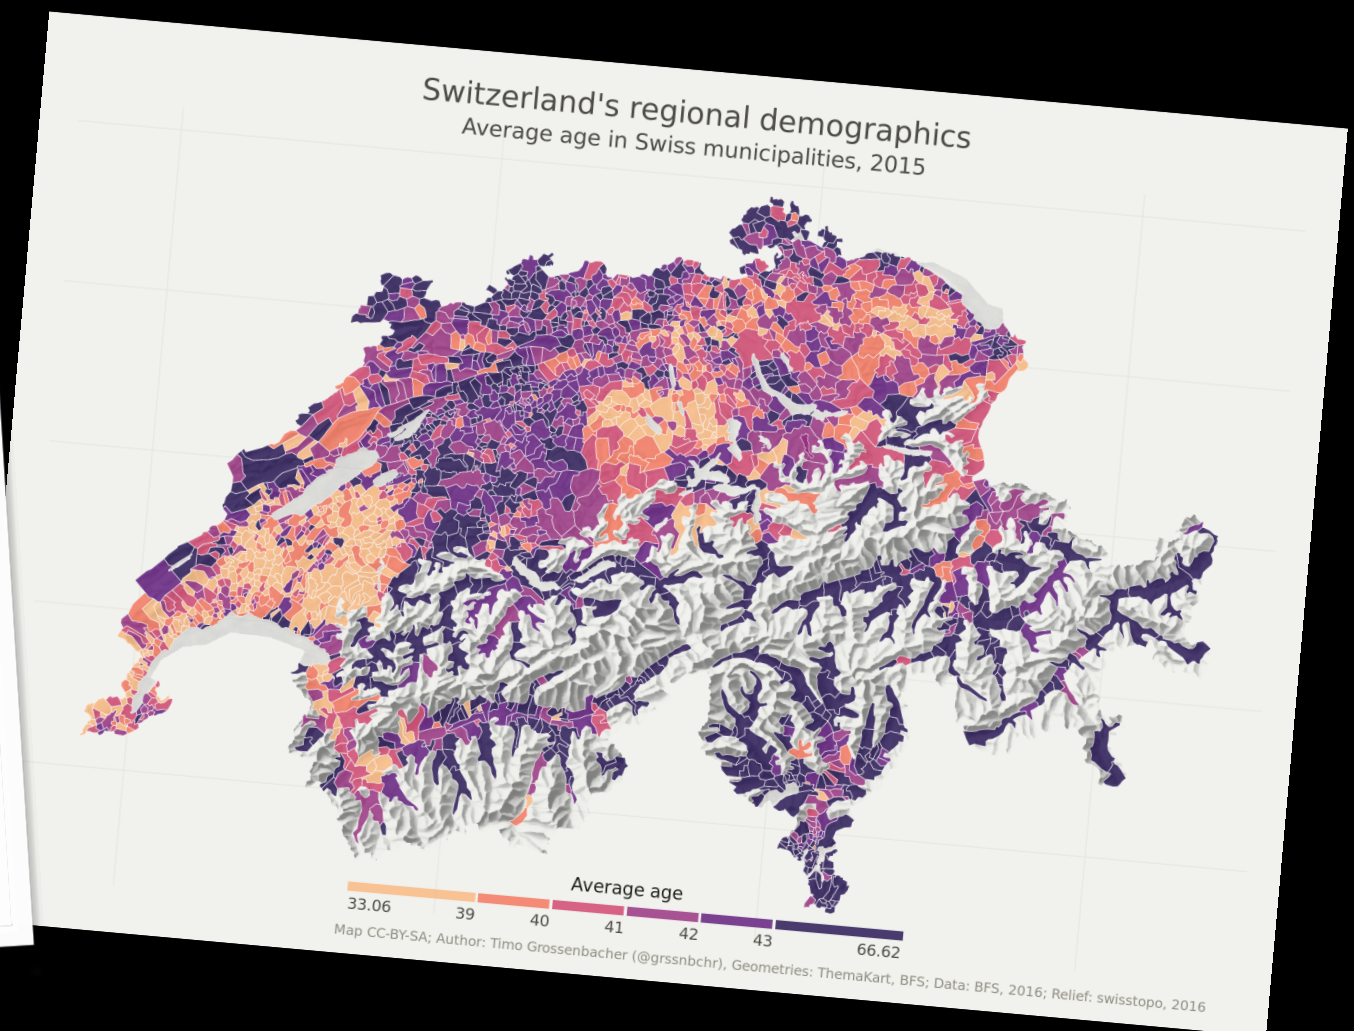 Switzerland's regional demographics
Average age in Swiss municipalities, 2015
Average age
33.06 39 40 41 42 43 66.62
Map CC-BY-SA; Author: Timo Grossenbacher (@grssnbchr), Geometries: ThemaKart, BFS; Data: BFS, 2016; Relief: swisstopo, 2016